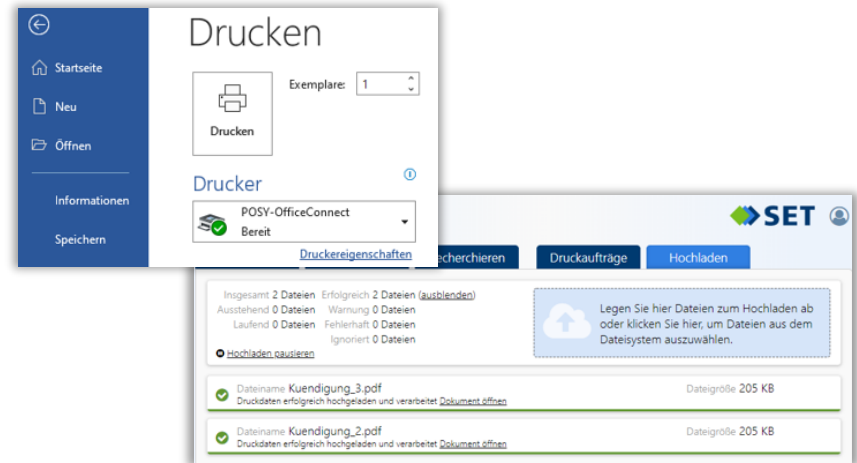 Drucken
Startseite
Exemplare: 1
Neu
Drucken
Öffnen
Drucker
Informationen
POSY-OfficeConnect
Bereit
Speichern
Druckereigenschaften
SET
Druckaufträge
Hochladen
Insgesamt 2 Dateien Erfolgreich 2 Dateien (ausblenden)
Ausstehend 0 Dateien Warnung 0 Dateien
Laufend 0 Dateien Fehlerhaft 0 Dateien
Ignoriert 0 Dateien
Hochladen pausieren
Legen Sie hier Dateien zum Hochladen ab
oder klicken Sie hier, um Dateien aus dem
Dateisystem auszuwählen.
Dateiname Kuendigung_3.pdf Dateigröße 205 KB
Druckdaten erfolgreich hochgeladen und verarbeitet Dokument öffnen
Dateiname Kuendigung_2.pdf Dateigröße 205 KB
Druckdaten erfolgreich hochgeladen und verarbeitet Dokument öffnen